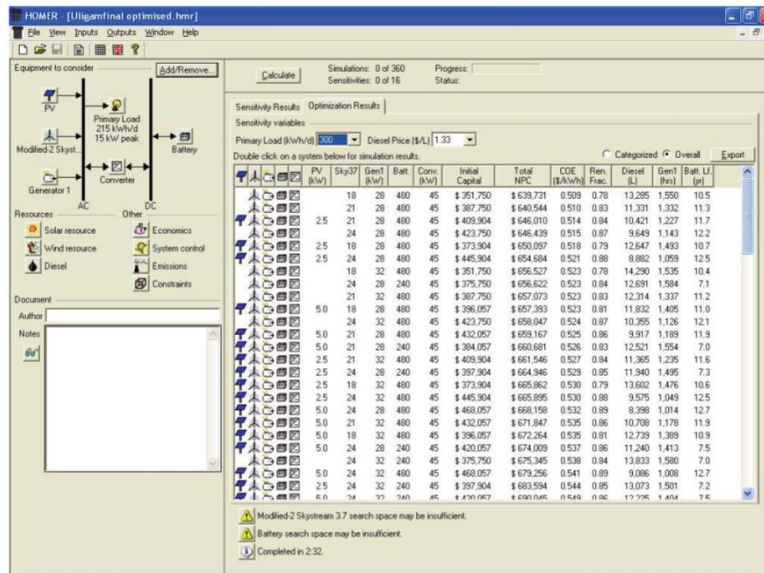 HOMER - [Uligamfinal optimised.hmr]
File View Inputs Outputs Window Help
Equipment to consider Add/Remove...
PV
Primary Load
215 kWh/d
15 kW peak
Modified-2 Skyst...
Battery
Converter
Generator 1
AC DC
Resources Other
Solar resource Economics
Wind resource System control
Diesel Emissions
Constraints
Document
Author
Notes
Calculate
Simulations: 0 of 360 Progress:
Sensitivities: 0 of 16 Status:
Sensitivity Results Optimization Results
Sensitivity variables
Primary Load (kWh/d) 300 Diesel Price ($/L) 1.33
Double click on a system below for simulation results. Categorized Overall Export
PV (kW) Sky37 Gen1 (kW) Batt. Conv. (kW) Initial Capital Total NPC COE ($/kWh) Ren. Frac. Diesel (L) Gen1 (hrs) Batt. Lf. (yr)
18 28 480 45 $ 351,750 $ 639,731 0.509 0.78 13,285 1,550 10.5
21 28 480 45 $ 387,750 $ 640,544 0.510 0.83 11,331 1,332 11.3
2.5 21 28 480 45 $ 409,904 $ 646,010 0.514 0.84 10,421 1,227 11.7
24 28 480 45 $ 423,750 $ 646,439 0.515 0.87 9,649 1,143 12.2
2.5 18 28 480 45 $ 373,904 $ 650,097 0.518 0.79 12,647 1,493 10.7
2.5 24 28 480 45 $ 445,904 $ 654,684 0.521 0.88 8,882 1,059 12.5
18 32 480 45 $ 351,750 $ 656,527 0.523 0.78 14,290 1,535 10.4
24 28 240 45 $ 375,750 $ 656,622 0.523 0.84 12,691 1,584 7.1
21 32 480 45 $ 387,750 $ 657,073 0.523 0.83 12,314 1,337 11.2
5.0 18 28 480 45 $ 396,057 $ 657,393 0.523 0.81 11,832 1,405 11.0
24 32 480 45 $ 423,750 $ 658,047 0.524 0.87 10,355 1,126 12.1
5.0 21 28 480 45 $ 432,057 $ 659,167 0.525 0.86 9,917 1,189 11.9
5.0 21 28 240 45 $ 384,057 $ 660,681 0.526 0.83 12,521 1,554 7.0
2.5 21 32 480 45 $ 409,904 $ 661,546 0.527 0.84 11,365 1,235 11.6
2.5 24 28 240 45 $ 397,904 $ 664,946 0.529 0.85 11,940 1,495 7.3
2.5 18 32 480 45 $ 373,904 $ 665,862 0.530 0.79 13,602 1,476 10.6
2.5 24 32 480 45 $ 445,904 $ 665,895 0.530 0.88 9,575 1,049 12.5
5.0 24 28 480 45 $ 468,057 $ 668,158 0.532 0.89 8,398 1,014 12.7
5.0 21 32 480 45 $ 432,057 $ 671,847 0.535 0.86 10,708 1,178 11.9
5.0 18 32 480 45 $ 396,057 $ 672,264 0.535 0.81 12,739 1,389 10.9
5.0 24 28 240 45 $ 420,057 $ 674,009 0.537 0.86 11,240 1,413 7.5
24 32 240 45 $ 375,750 $ 675,345 0.538 0.84 13,833 1,580 7.0
5.0 24 32 480 45 $ 468,057 $ 679,256 0.541 0.89 9,086 1,008 12.7
2.5 24 32 240 45 $ 397,904 $ 683,594 0.544 0.85 13,073 1,501 7.2
5.0 24 32 240 45 $ 420,057 $ 690,045 0.549 0.86 12,225 1,404 7.5
Modified-2 Skystream 3.7 search space may be insufficient.
Battery search space may be insufficient.
Completed in 2:32.